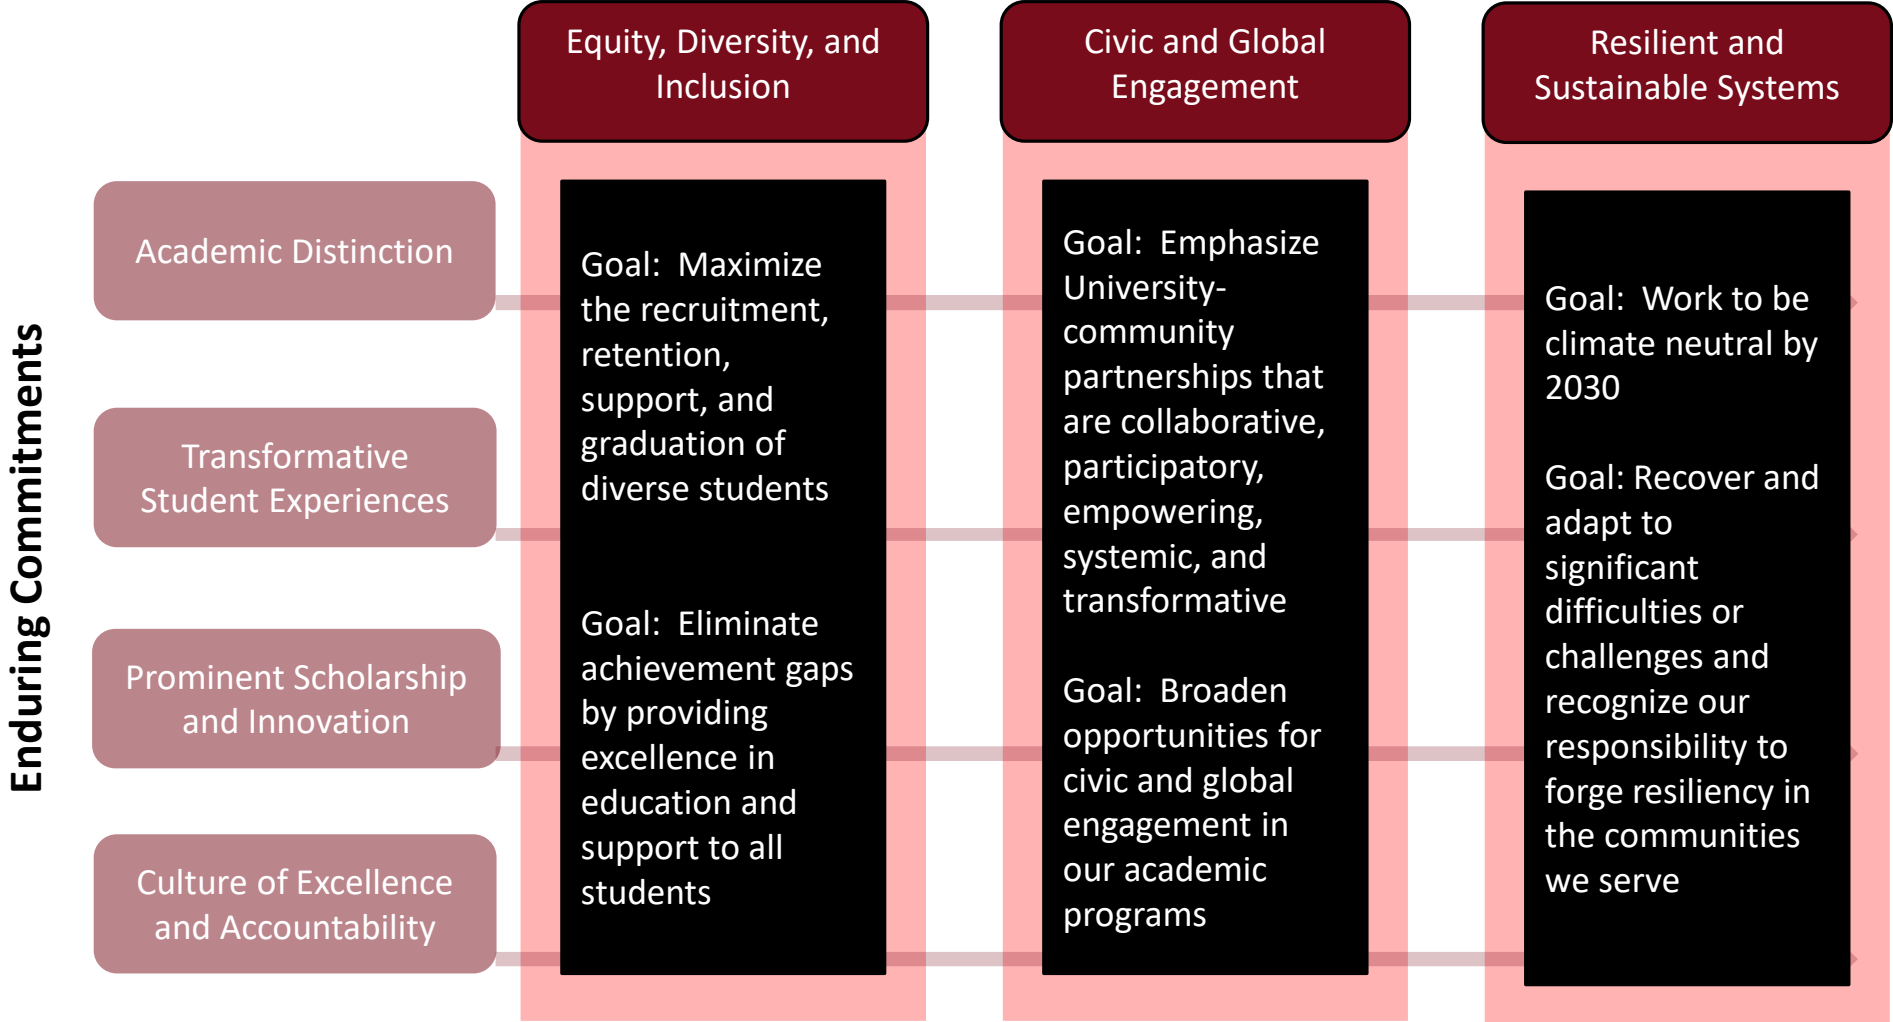 Equity, Diversity, and
Inclusion
Civic and Global
Engagement
Resilient and
Sustainable Systems
Enduring Commitments
Academic Distinction
Transformative
Student Experiences
Prominent Scholarship
and Innovation
Culture of Excellence
and Accountability
Goal:  Maximize
the recruitment,
retention,
support, and
graduation of
diverse students
Goal:  Eliminate
achievement gaps
by providing
excellence in
education and
support to all
students
Goal:  Emphasize
University-
community
partnerships that
are collaborative,
participatory,
empowering,
systemic, and
transformative
Goal:  Broaden
opportunities for
civic and global
engagement in
our academic
programs
Goal:  Work to be
climate neutral by
2030
Goal: Recover and
adapt to
significant
difficulties or
challenges and
recognize our
responsibility to
forge resiliency in
the communities
we serve